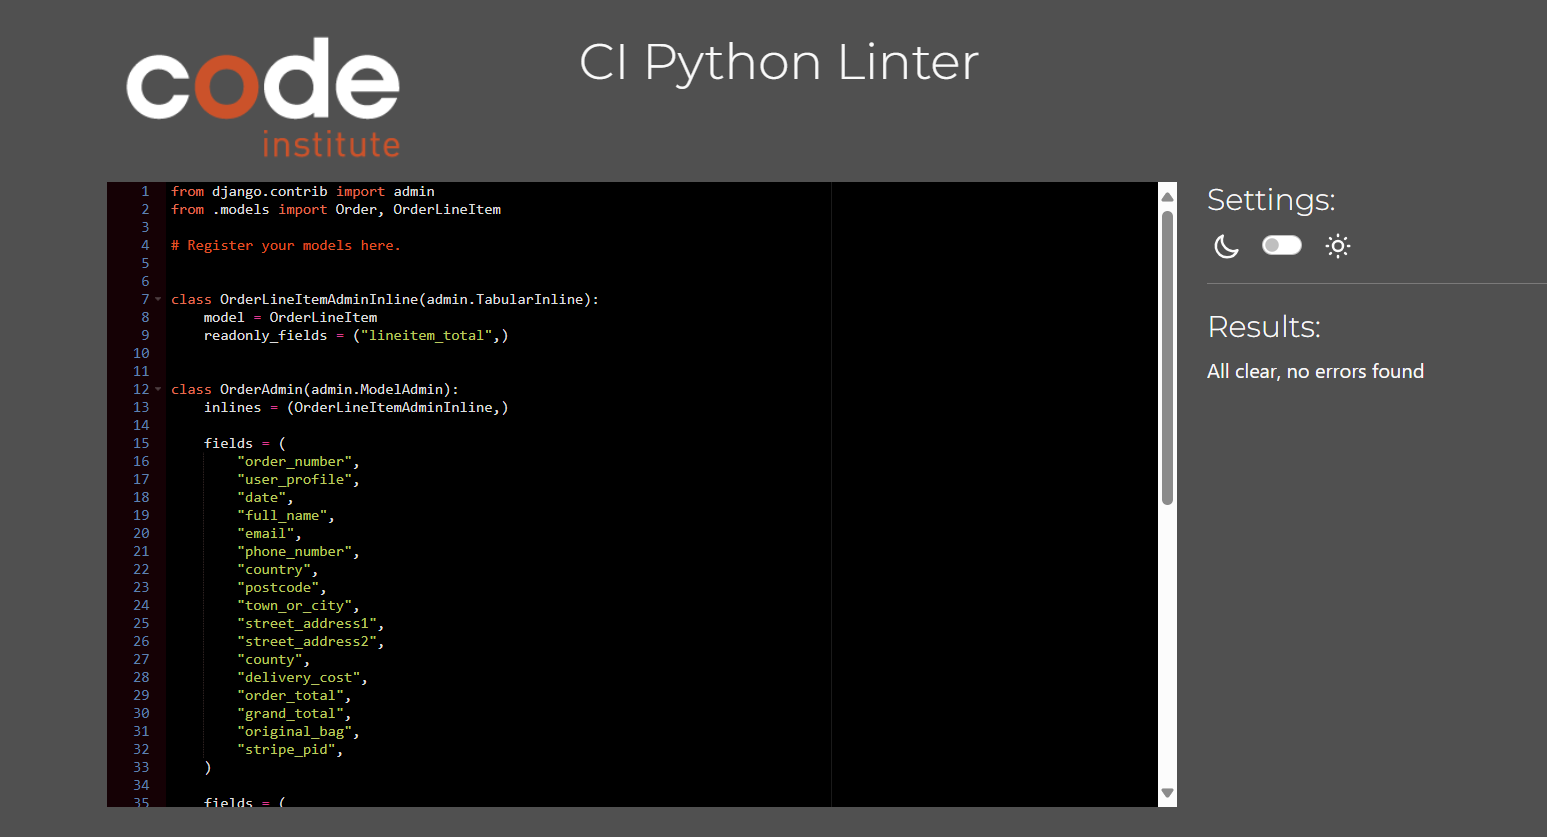 code
institute
CI Python Linter
1 from django.contrib import admin
2 from .models import Order, OrderLineItem
3
4 # Register your models here.
5
6
7 class OrderLineItemAdminInline(admin.TabularInline):
8     model = OrderLineItem
9     readonly_fields = ("lineitem_total",)
10
11
12 class OrderAdmin(admin.ModelAdmin):
13     inlines = (OrderLineItemAdminInline,)
14
15     fields = (
16         "order_number",
17         "user_profile",
18         "date",
19         "full_name",
20         "email",
21         "phone_number",
22         "country",
23         "postcode",
24         "town_or_city",
25         "street_address1",
26         "street_address2",
27         "county",
28         "delivery_cost",
29         "order_total",
30         "grand_total",
31         "original_bag",
32         "stripe_pid",
33     )
34
35     fields = (
Settings:
Results:
All clear, no errors found